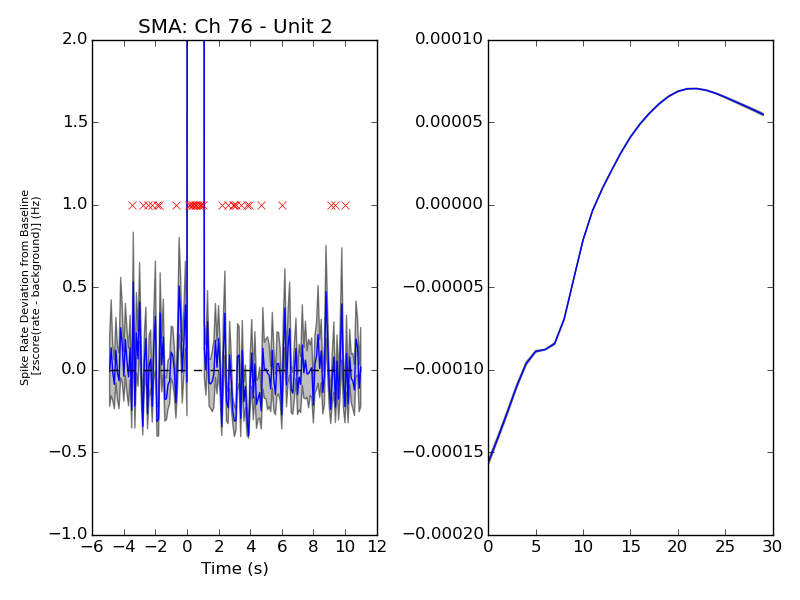 SMA: Ch 76 - Unit 2
2.0
1.5
1.0
0.5
0.0
−0.5
−1.0
−6 −4 −2 0 2 4 6 8 10 12
Time (s)
Spike Rate Deviation from Baseline
[zscore(rate - background)] (Hz)
0.00010
0.00005
0.00000
−0.00005
−0.00010
−0.00015
−0.00020
0 5 10 15 20 25 30